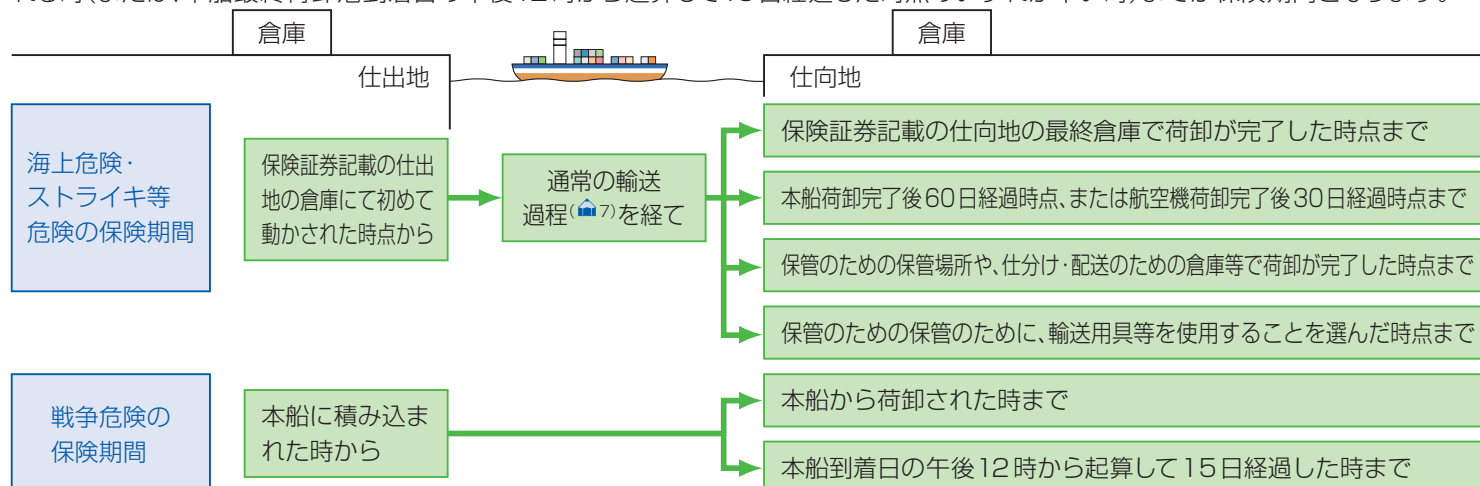 倉庫
倉庫
仕出地
仕向地
海上危険・
ストライキ等
危険の保険期間
保険証券記載の仕出
地の倉庫にて初めて
動かされた時点から
通常の輸送
過程(7)を経て
保険証券記載の仕向地の最終倉庫で荷卸が完了した時点まで
本船荷卸完了後60日経過時点、または航空機荷卸完了後30日経過時点まで
保管のための保管場所や、仕分け・配送のための倉庫等で荷卸が完了した時点まで
保管のための保管のために、輸送用具等を使用することを選んだ時点まで
戦争危険の
保険期間
本船に積み込ま
れた時から
本船から荷卸された時まで
本船到着日の午後12時から起算して15日経過した時まで